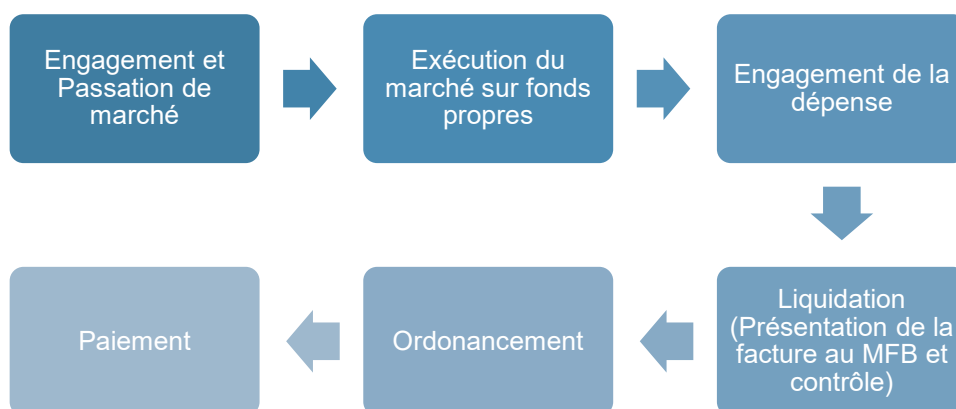 Engagement et
Passation de
marché
Exécution du
marché sur fonds
propres
Engagement de la
dépense
Liquidation
(Présentation de la
facture au MFB et
contrôle)
Ordonancement
Paiement